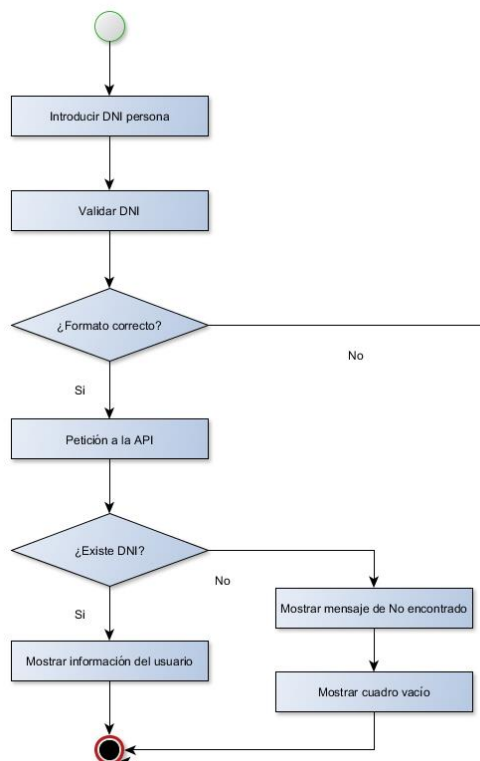 Introducir DNI persona
Validar DNI
¿Formato correcto?
No
Si
Petición a la API
¿Existe DNI?
No
Si
Mostrar mensaje de No encontrado
Mostrar información del usuario
Mostrar cuadro vacío